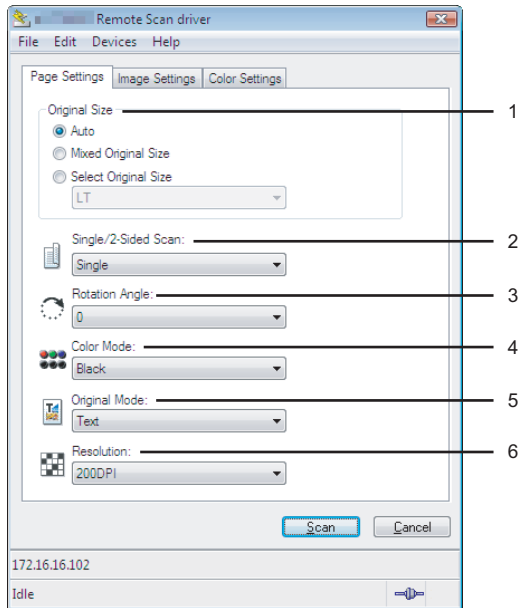 Remote Scan driver
File Edit Devices Help
Page Settings Image Settings Color Settings
Original Size 1
Auto
Mixed Original Size
Select Original Size
LT
Single/2-Sided Scan: 2
Single
Rotation Angle: 3
0
Color Mode: 4
Black
Original Mode: 5
Text
Resolution: 6
200DPI
Scan Cancel
172.16.16.102
Idle